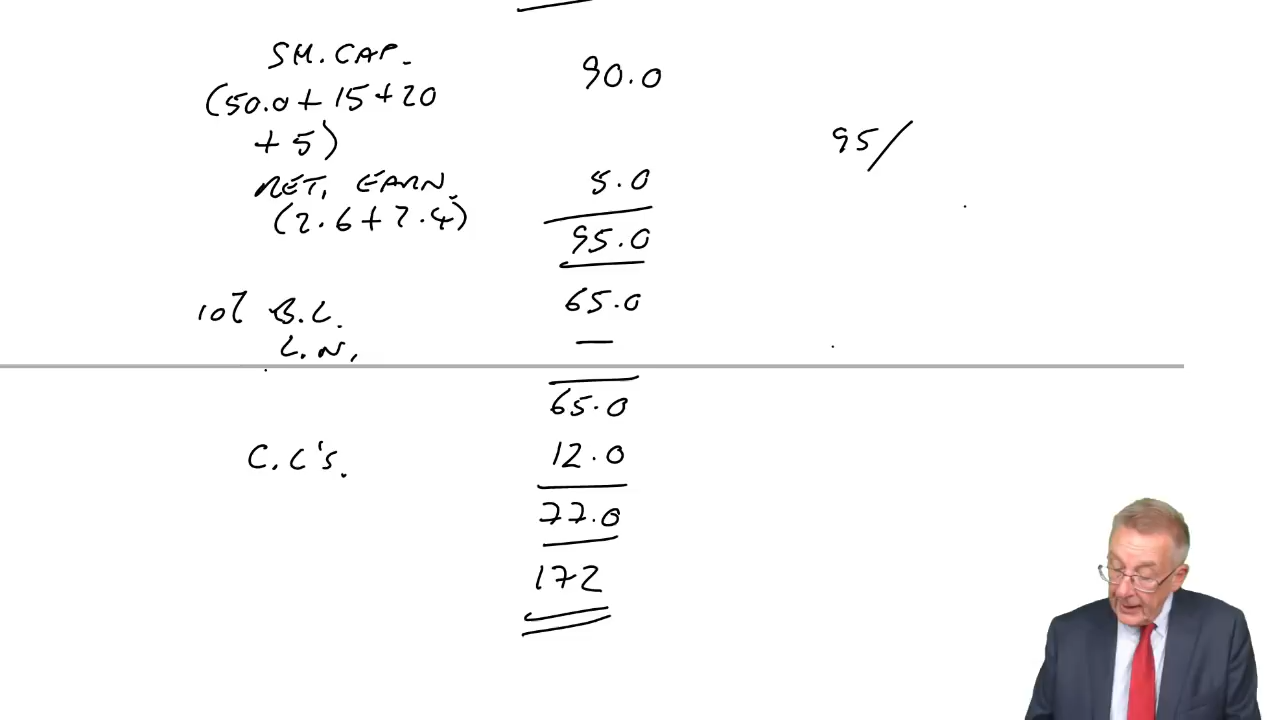 SH. CAP. 90.0
(50.0 + 15 + 20
+ 5)
95/
RET. EARN. 5.0
(2.6 + 2.4)
95.0
10% B.L. 65.0
L.N. —
65.0
C.L's. 12.0
77.0
172